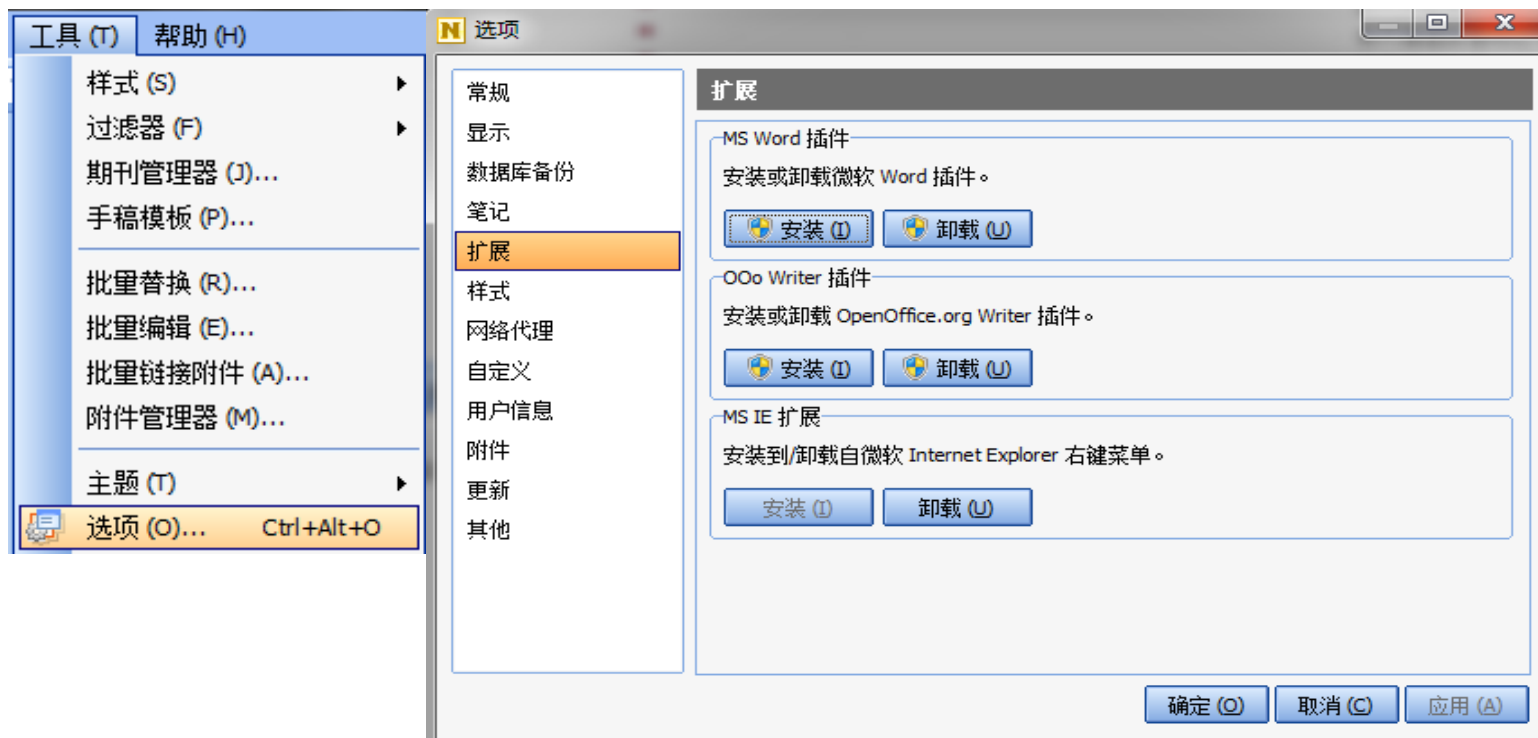 工具 (T) 帮助 (H)
样式 (S)
过滤器 (F)
期刊管理器 (J)...
手稿模板 (P)...
批量替换 (R)...
批量编辑 (E)...
批量链接附件 (A)...
附件管理器 (M)...
主题 (T)
选项 (O)... Ctrl+Alt+O
N 选项
常规
显示
数据库备份
笔记
扩展
样式
网络代理
自定义
用户信息
附件
更新
其他
扩展
MS Word 插件
安装或卸载微软 Word 插件。
安装 (I) 卸载 (U)
OOo Writer 插件
安装或卸载 OpenOffice.org Writer 插件。
安装 (I) 卸载 (U)
MS IE 扩展
安装到/卸载自微软 Internet Explorer 右键菜单。
安装 (I) 卸载 (U)
确定 (O) 取消 (C) 应用 (A)